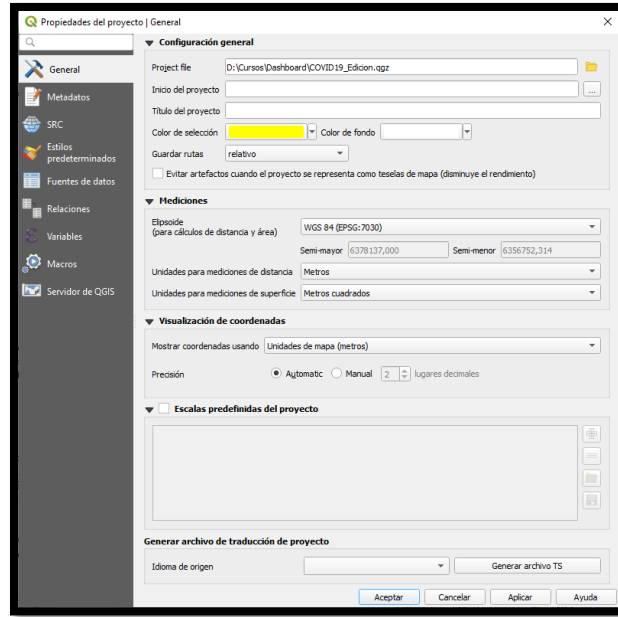 Propiedades del proyecto | General
General
Metadatos
SRC
Estilos
predeterminados
Fuentes de datos
Relaciones
Variables
Macros
Servidor de QGIS
Configuración general
Project file D:\Cursos\Dashboard\COVID19_Edicion.qgz
Inicio del proyecto ...
Título del proyecto
Color de selección Color de fondo
Guardar rutas relativo
Evitar artefactos cuando el proyecto se representa como teselas de mapa (disminuye el rendimiento)
Mediciones
Elipsoide
(para cálculos de distancia y área) WGS 84 (EPSG:7030)
Semi-mayor 6378137,000 Semi-menor 6356752,314
Unidades para mediciones de distancia Metros
Unidades para mediciones de superficie Metros cuadrados
Visualización de coordenadas
Mostrar coordenadas usando Unidades de mapa (metros)
Precisión Automatic Manual 2 lugares decimales
Escalas predefinidas del proyecto
Generar archivo de traducción de proyecto
Idioma de origen Generar archivo TS
Aceptar Cancelar Aplicar Ayuda